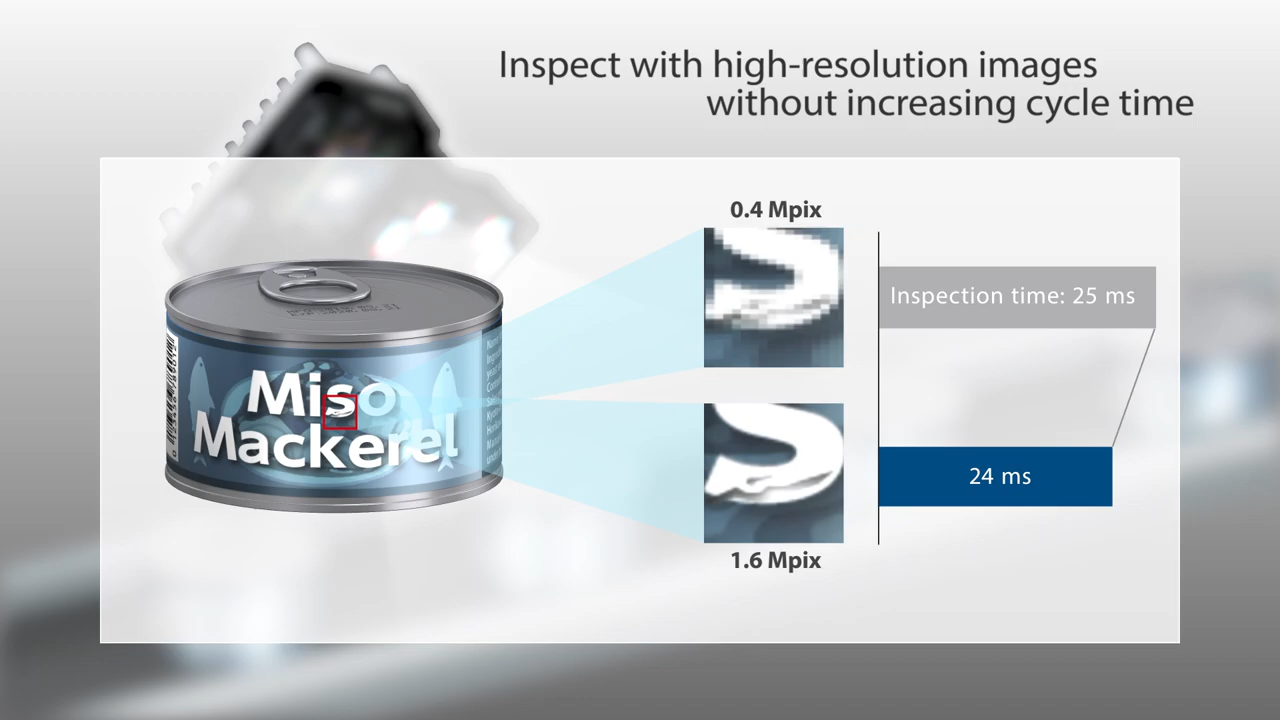 Inspect with high-resolution images
without increasing cycle time
0.4 Mpix
Inspection time: 25 ms
Miso
Mackerel
24 ms
1.6 Mpix